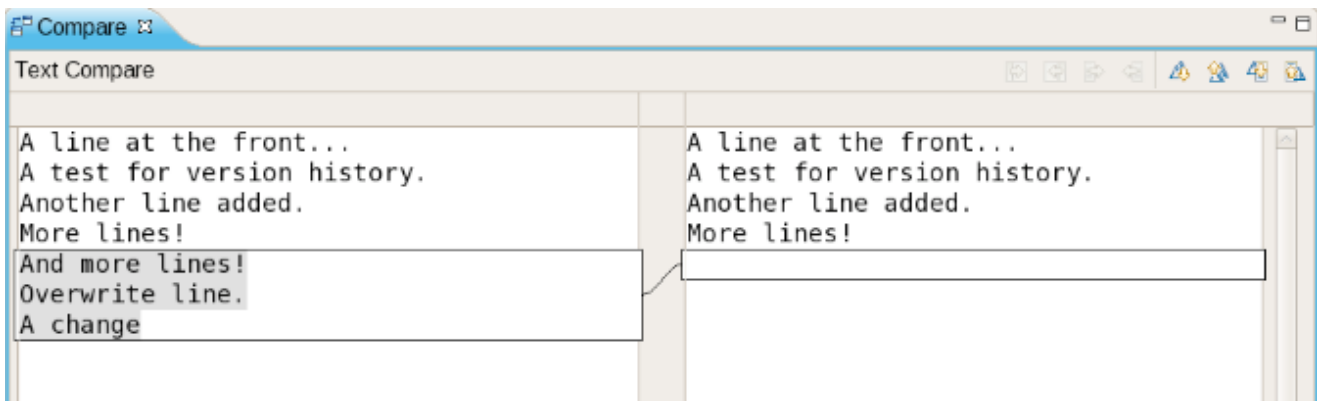 Compare
Text Compare
A line at the front...
A test for version history.
Another line added.
More lines!
And more lines!
Overwrite line.
A change
A line at the front...
A test for version history.
Another line added.
More lines!